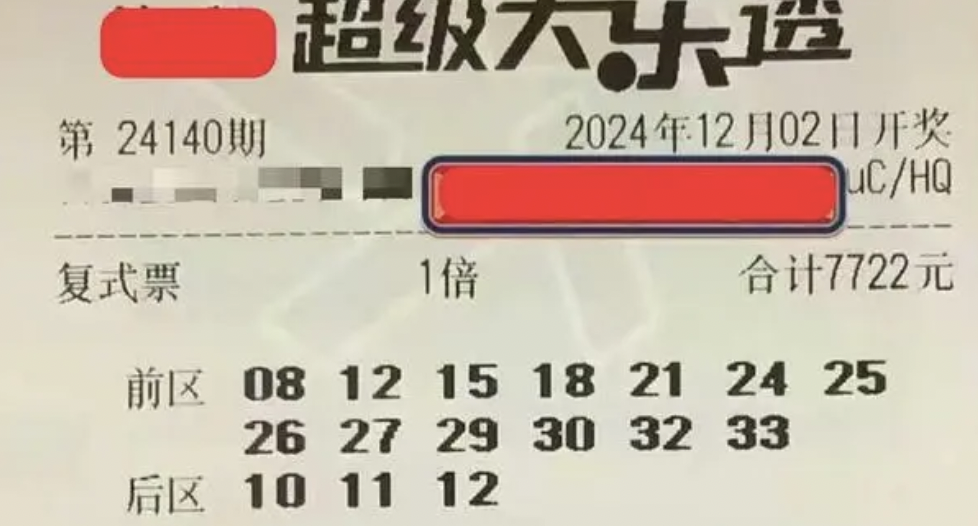 超级大乐透
第 24140期 2024年12月02日开奖
uC/HQ
复式票 1倍 合计7722元
前区 08 12 15 18 21 24 25
26 27 29 30 32 33
后区 10 11 12